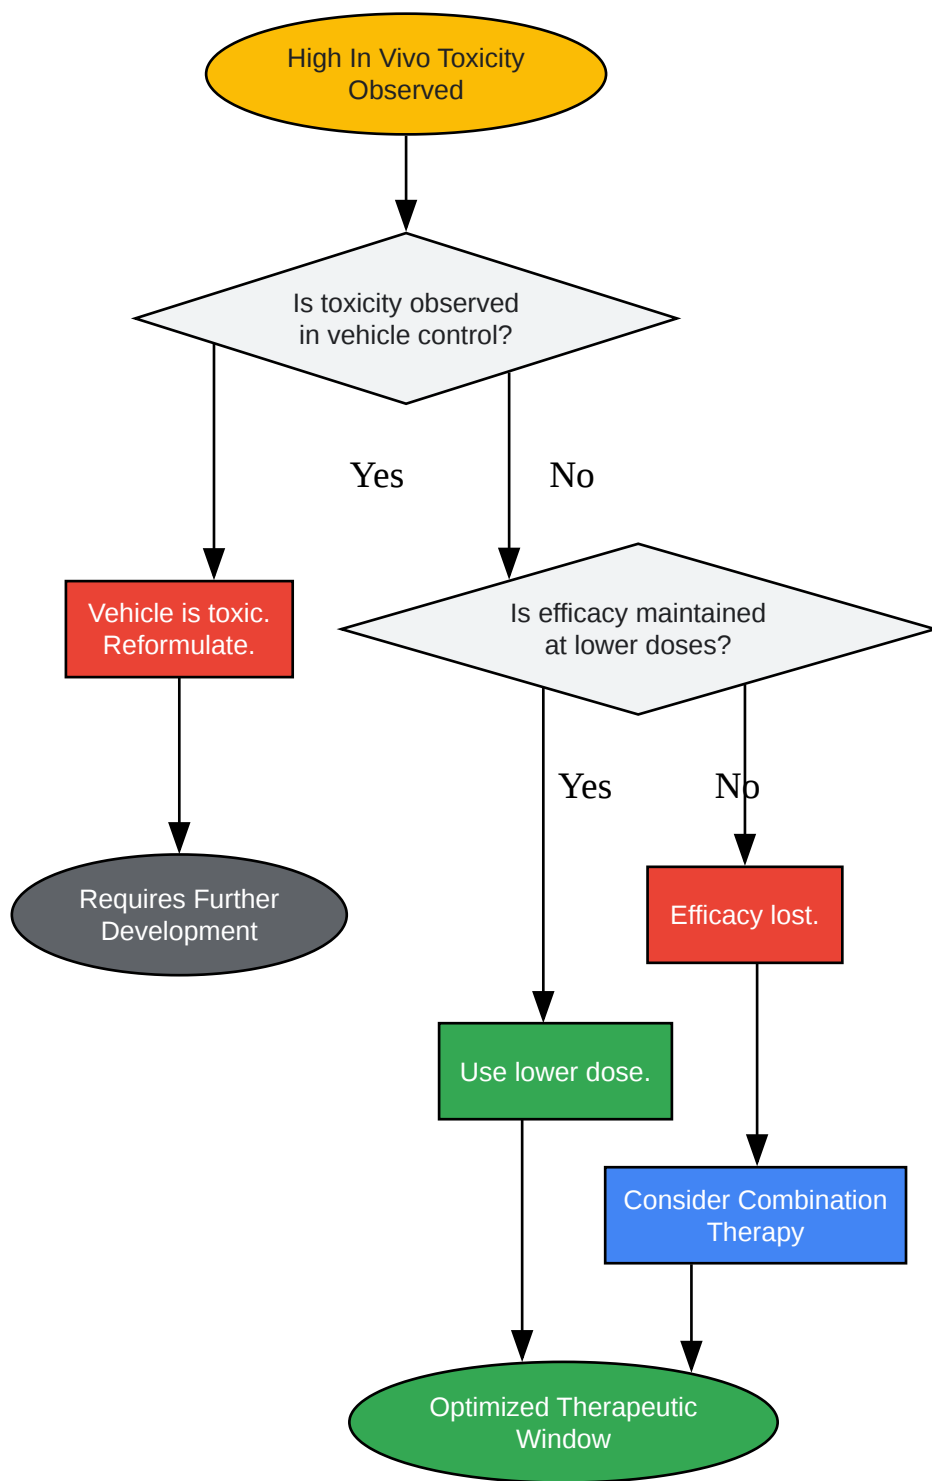 High In Vivo Toxicity
Observed
Is toxicity observed
in vehicle control?
Yes
No
Vehicle is toxic.
Reformulate.
Is efficacy maintained
at lower doses?
Yes
No
Requires Further
Development
Efficacy lost.
Use lower dose.
Consider Combination
Therapy
Optimized Therapeutic
Window